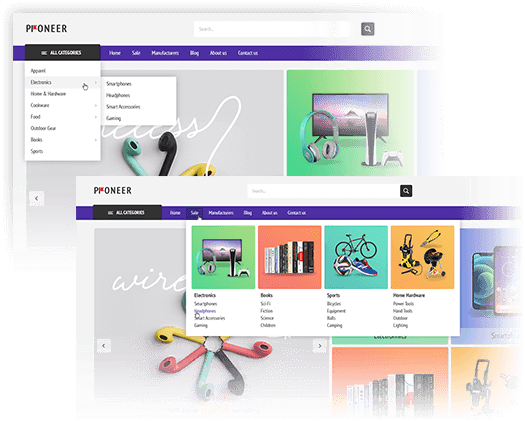 PIONEER
Search...
ALL CATEGORIES
Home Sale Manufacturers Blog About us Contact us
Apparel
Electronics
Home & Hardware
Cookware
Food
Outdoor Gear
Books
Sports
Smartphones
Headphones
Smart Accessories
Gaming
PIONEER
Search...
ALL CATEGORIES
Home Sale Manufacturers Blog About us Contact us
Electronics
Smartphones
Headphones
Smart Accessories
Gaming
Books
Sci-Fi
Fiction
Science
Children
Sports
Bicycles
Equipment
Balls
Camping
Home Hardware
Power Tools
Hand Tools
Outdoor
Lighting
wire
Electronics